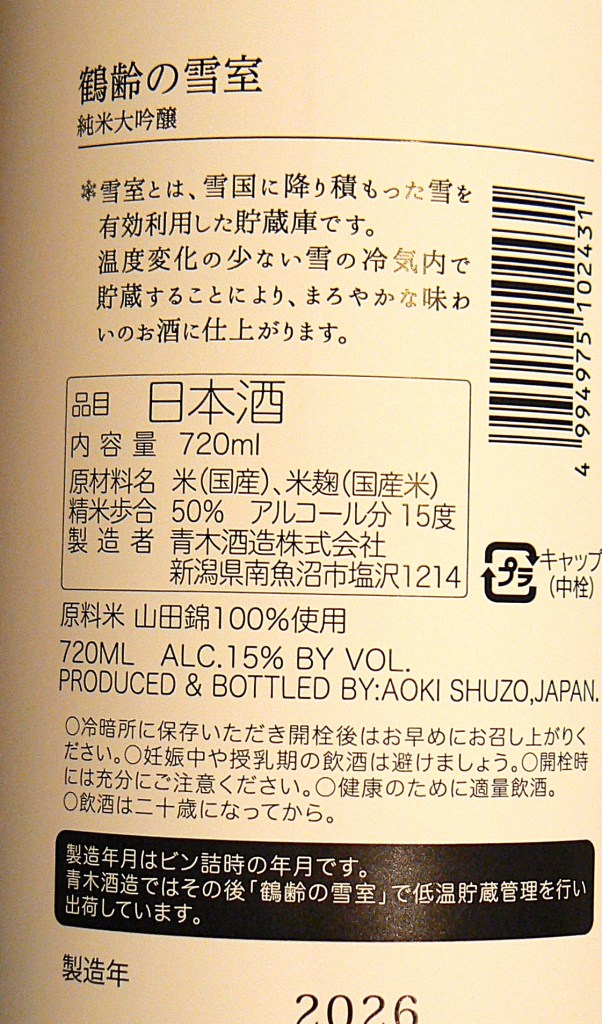 鶴齢の雪室
純米大吟醸
❄雪室とは、雪国に降り積もった雪を
有効利用した貯蔵庫です。
温度変化の少ない雪の冷気内で
貯蔵することにより、まろやかな味わ
いのお酒に仕上がります。
4 994975 102431
品目 日本酒
内容量 720ml
原材料名 米(国産)、米麹(国産米)
精米歩合 50% アルコール分 15度
製造者 青木酒造株式会社
新潟県南魚沼市塩沢1214
プラ
キャップ
(中栓)
原料米 山田錦100%使用
720ML ALC.15% BY VOL.
PRODUCED & BOTTLED BY:AOKI SHUZO,JAPAN.
○冷暗所に保存いただき開栓後はお早めにお召し上がりく
ださい。○妊娠中や授乳期の飲酒は避けましょう。○開栓時
には充分にご注意ください。○健康のために適量飲酒。
○飲酒は二十歳になってから。
製造年月はビン詰時の年月です。
青木酒造ではその後「鶴齢の雪室」で低温貯蔵管理を行い
出荷しています。
製造年
2026